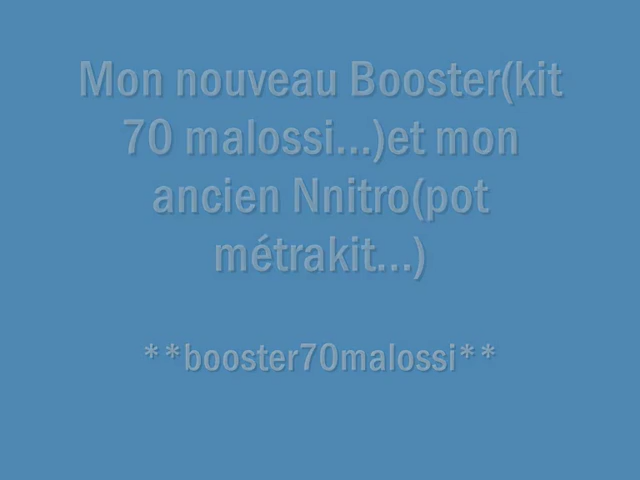 Mon nouveau Booster(kit
70 malossi...)et mon
ancien Nnitro(pot
métrakit...)
**booster70malossi**